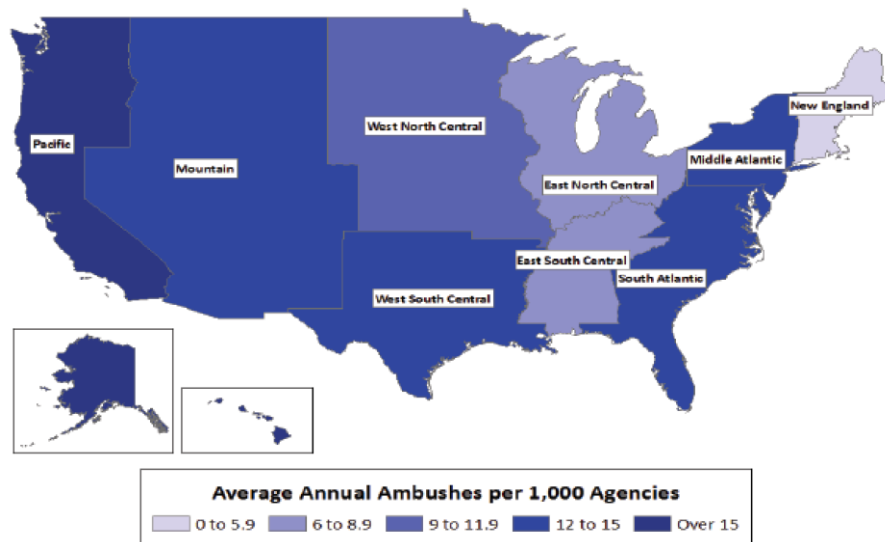 New England
West North Central
Pacific
Middle Atlantic
Mountain
East North Central
East South Central
South Atlantic
West South Central
Average Annual Ambushes per 1,000 Agencies
0 to 5.9 6 to 8.9 9 to 11.9 12 to 15 Over 15